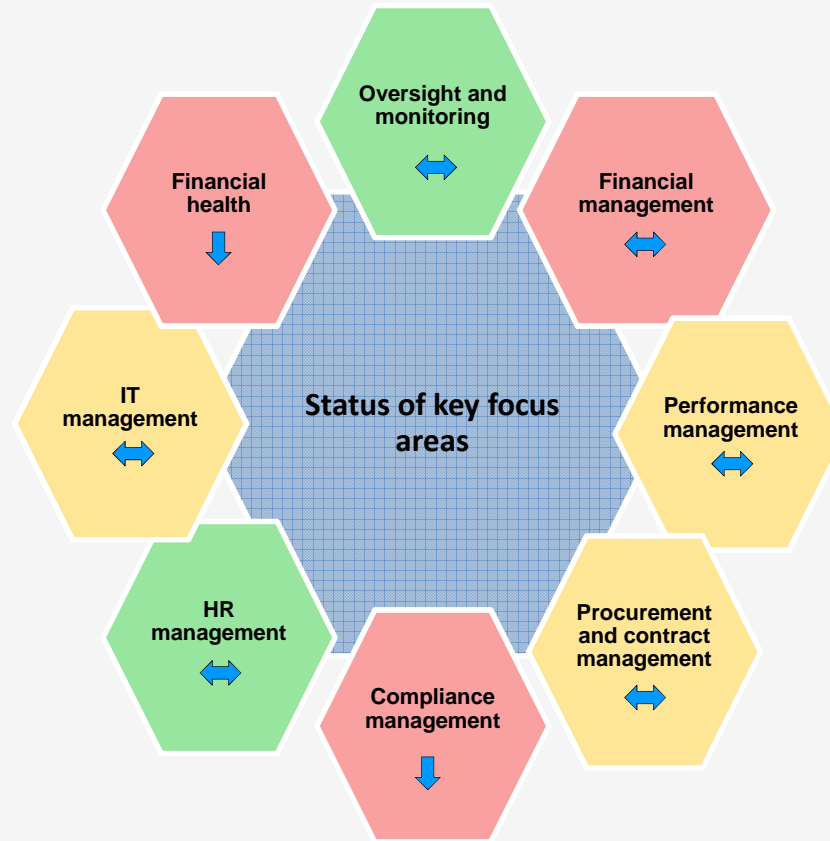 Oversight and
monitoring
Financial
health
Financial
management
IT
management
Status of key focus
areas
Performance
management
HR
management
Procurement
and contract
management
Compliance
management